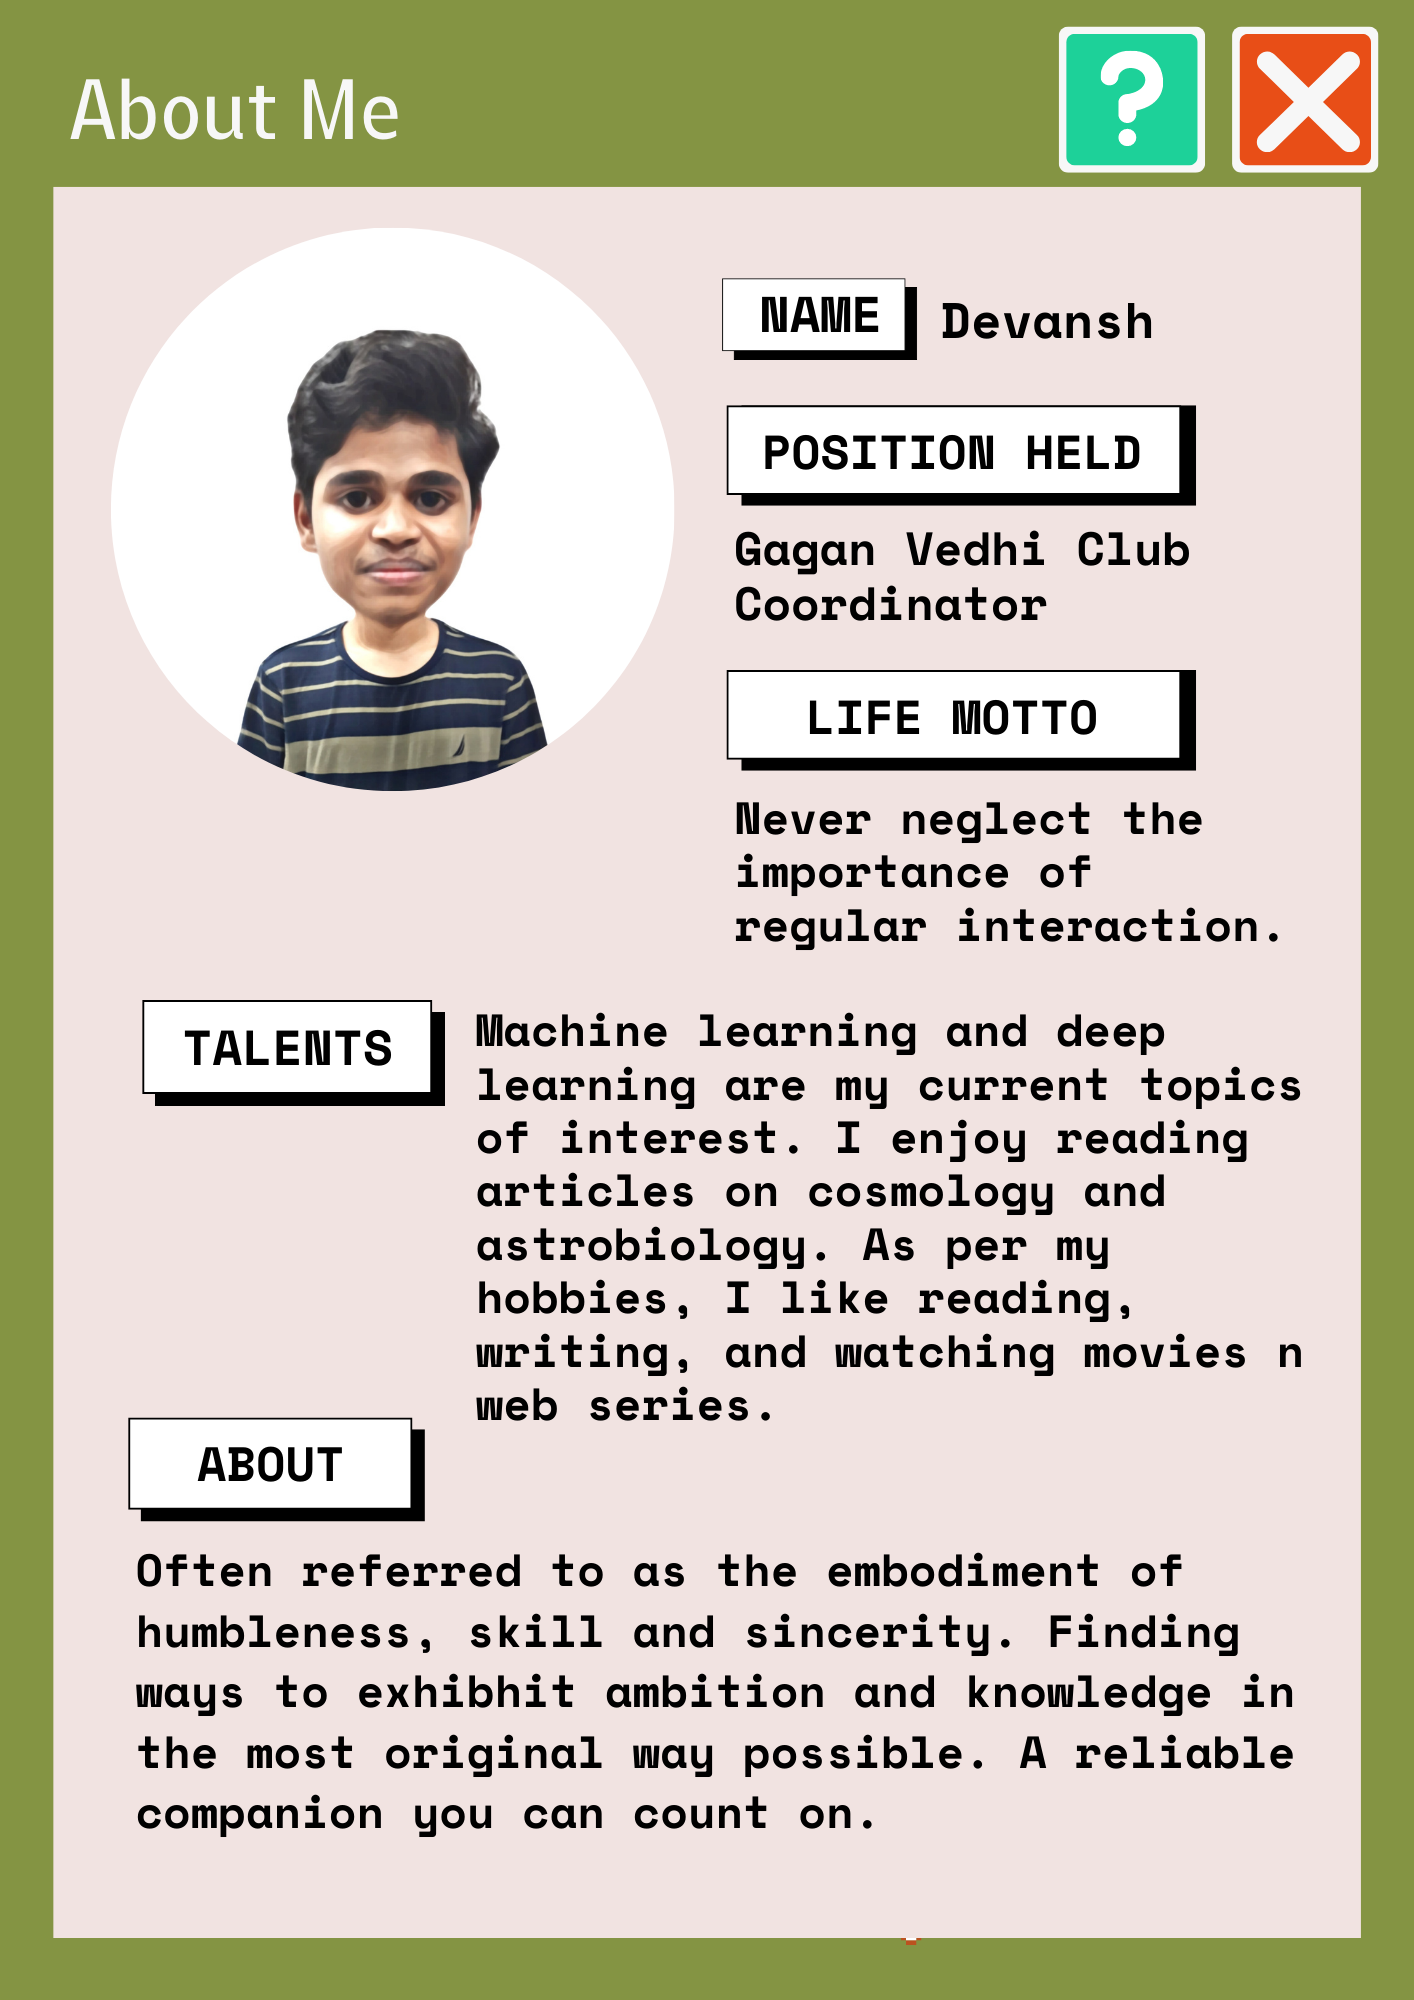 About Me
?
NAME
Devansh
POSITION HELD
Gagan Vedhi Club
Coordinator
LIFE MOTTO
Never neglect the
importance of
regular interaction.
TALENTS
Machine learning and deep
learning are my current topics
of interest. I enjoy reading
articles on cosmology and
astrobiology. As per my
hobbies, I like reading,
writing, and watching movies n
web series.
ABOUT
Often referred to as the embodiment of
humbleness, skill and sincerity. Finding
ways to exhibhit ambition and knowledge in
the most original way possible. A reliable
companion you can count on.